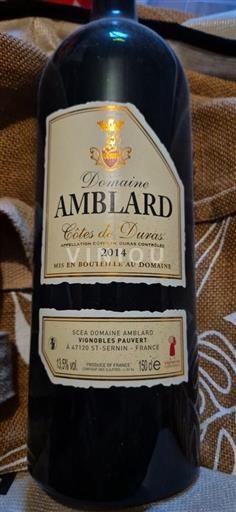 Domaine
AMBLARD
Côtes de Duras
APPELLATION CÔTES DE DURAS CONTRÔLÉE
2014
MIS EN BOUTEILLE AU DOMAINE
SCEA DOMAINE AMBLARD
VIGNOBLES PAUVERT
À 47120 ST-SERNIN - FRANCE
13,5% vol. PRODUCE OF FRANCE 150 cl e